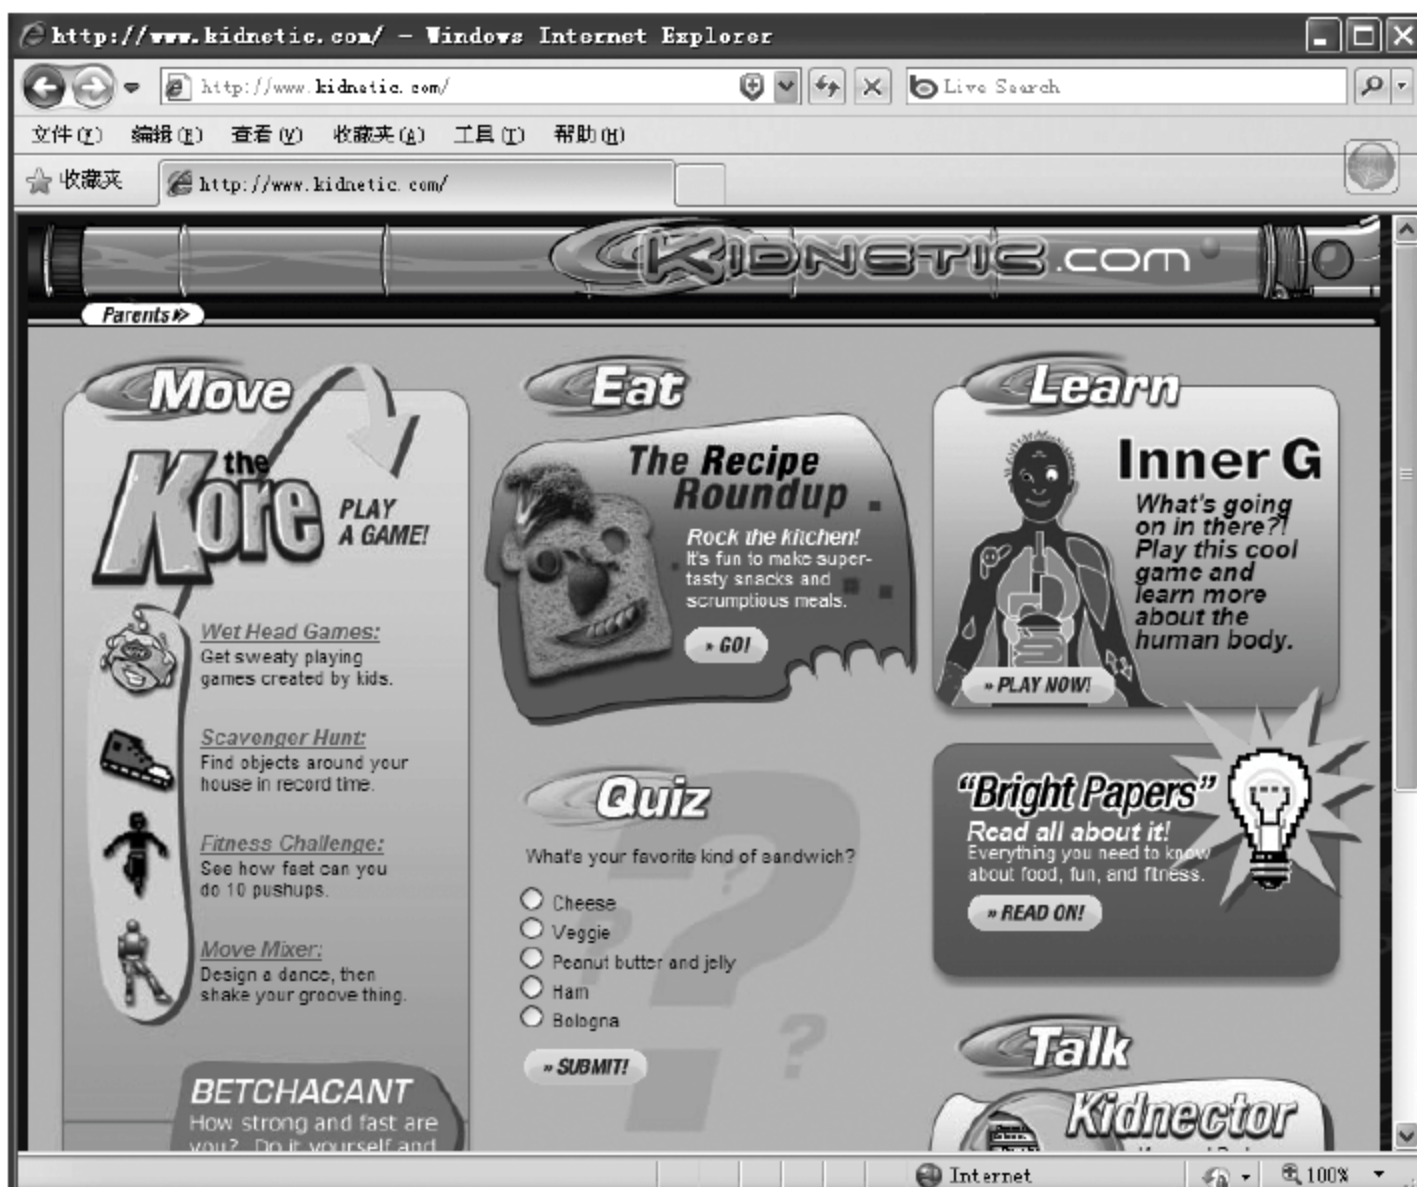 http://www.kidnetic.com/ - Windows Internet Explorer
http://www.kidnetic.com/
Live Search
文件(F) 编辑(E) 查看(V) 收藏夹(A) 工具(T) 帮助(H)
收藏夹
http://www.kidnetic.com/
KIDNETIC.com
Parents
Move
the
Kore
PLAY
A GAME!
Wet Head Games:
Get sweaty playing
games created by kids.
Scavenger Hunt:
Find objects around your
house in record time.
Fitness Challenge:
See how fast can you
do 10 pushups.
Move Mixer:
Design a dance, then
shake your groove thing.
BETCHACANT
How strong and fast are
you? Do it yourself and
Eat
The Recipe
Roundup
Rock the kitchen!
It's fun to make super-
tasty snacks and
scrumptious meals.
» GO!
Quiz
What's your favorite kind of sandwich?
Cheese
Veggie
Peanut butter and jelly
Ham
Bologna
» SUBMIT!
Learn
Inner G
What's going
on in there?!
Play this cool
game and
learn more
about the
human body.
» PLAY NOW!
"Bright Papers"
Read all about it!
Everything you need to know
about food, fun, and fitness.
» READ ON!
Talk
Kidnector
Internet
100%